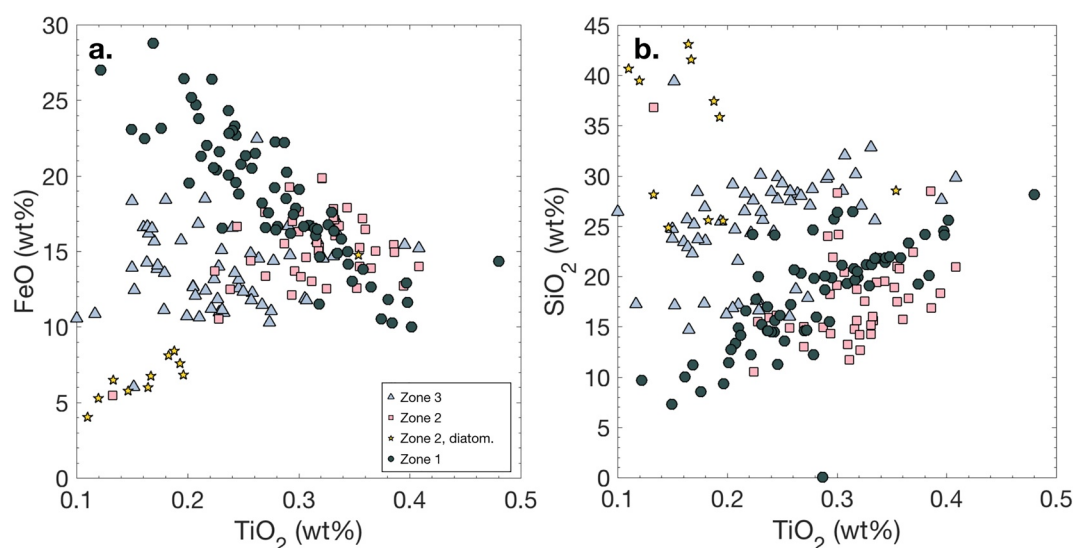 a.
30
25
20
15
10
5
0
FeO (wt%)
0.1 0.2 0.3 0.4 0.5
TiO2 (wt%)
Zone 3
Zone 2
Zone 2, diatom.
Zone 1
b.
45
40
35
30
25
20
15
10
5
0
SiO2 (wt%)
0.1 0.2 0.3 0.4 0.5
TiO2 (wt%)